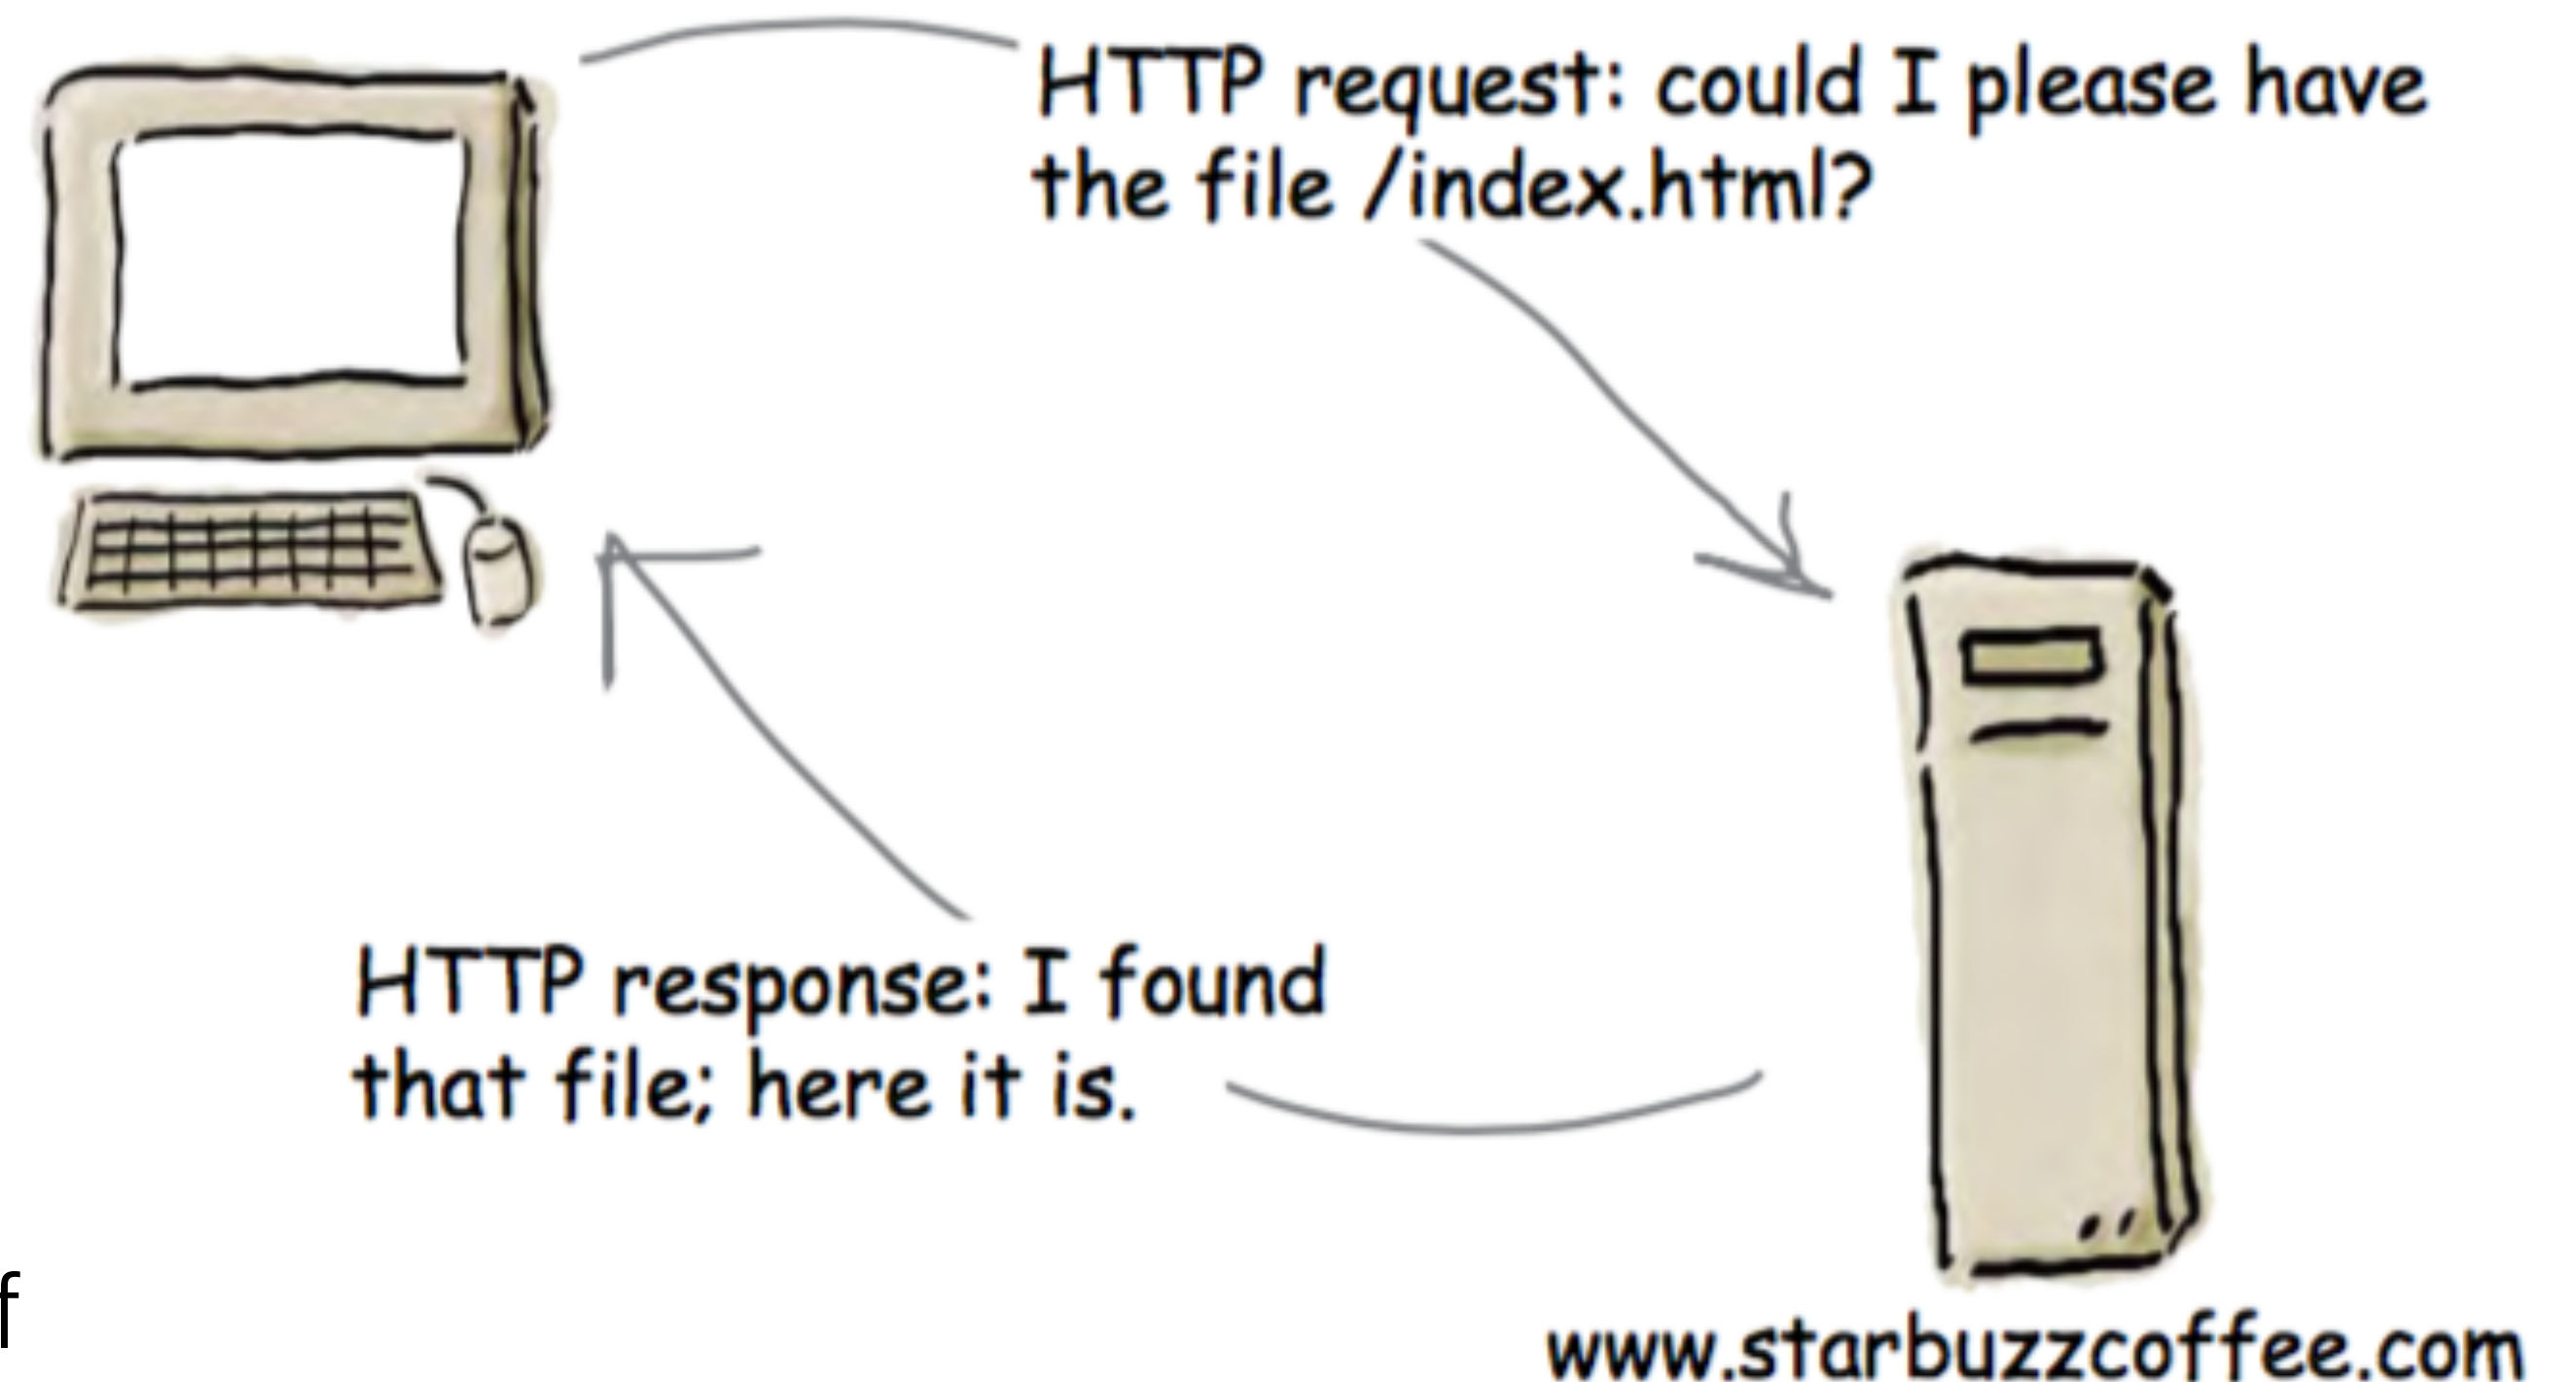 HTTP request: could I please have
the file /index.html?
HTTP response: I found
that file; here it is.
f
www.starbuzzcoffee.com